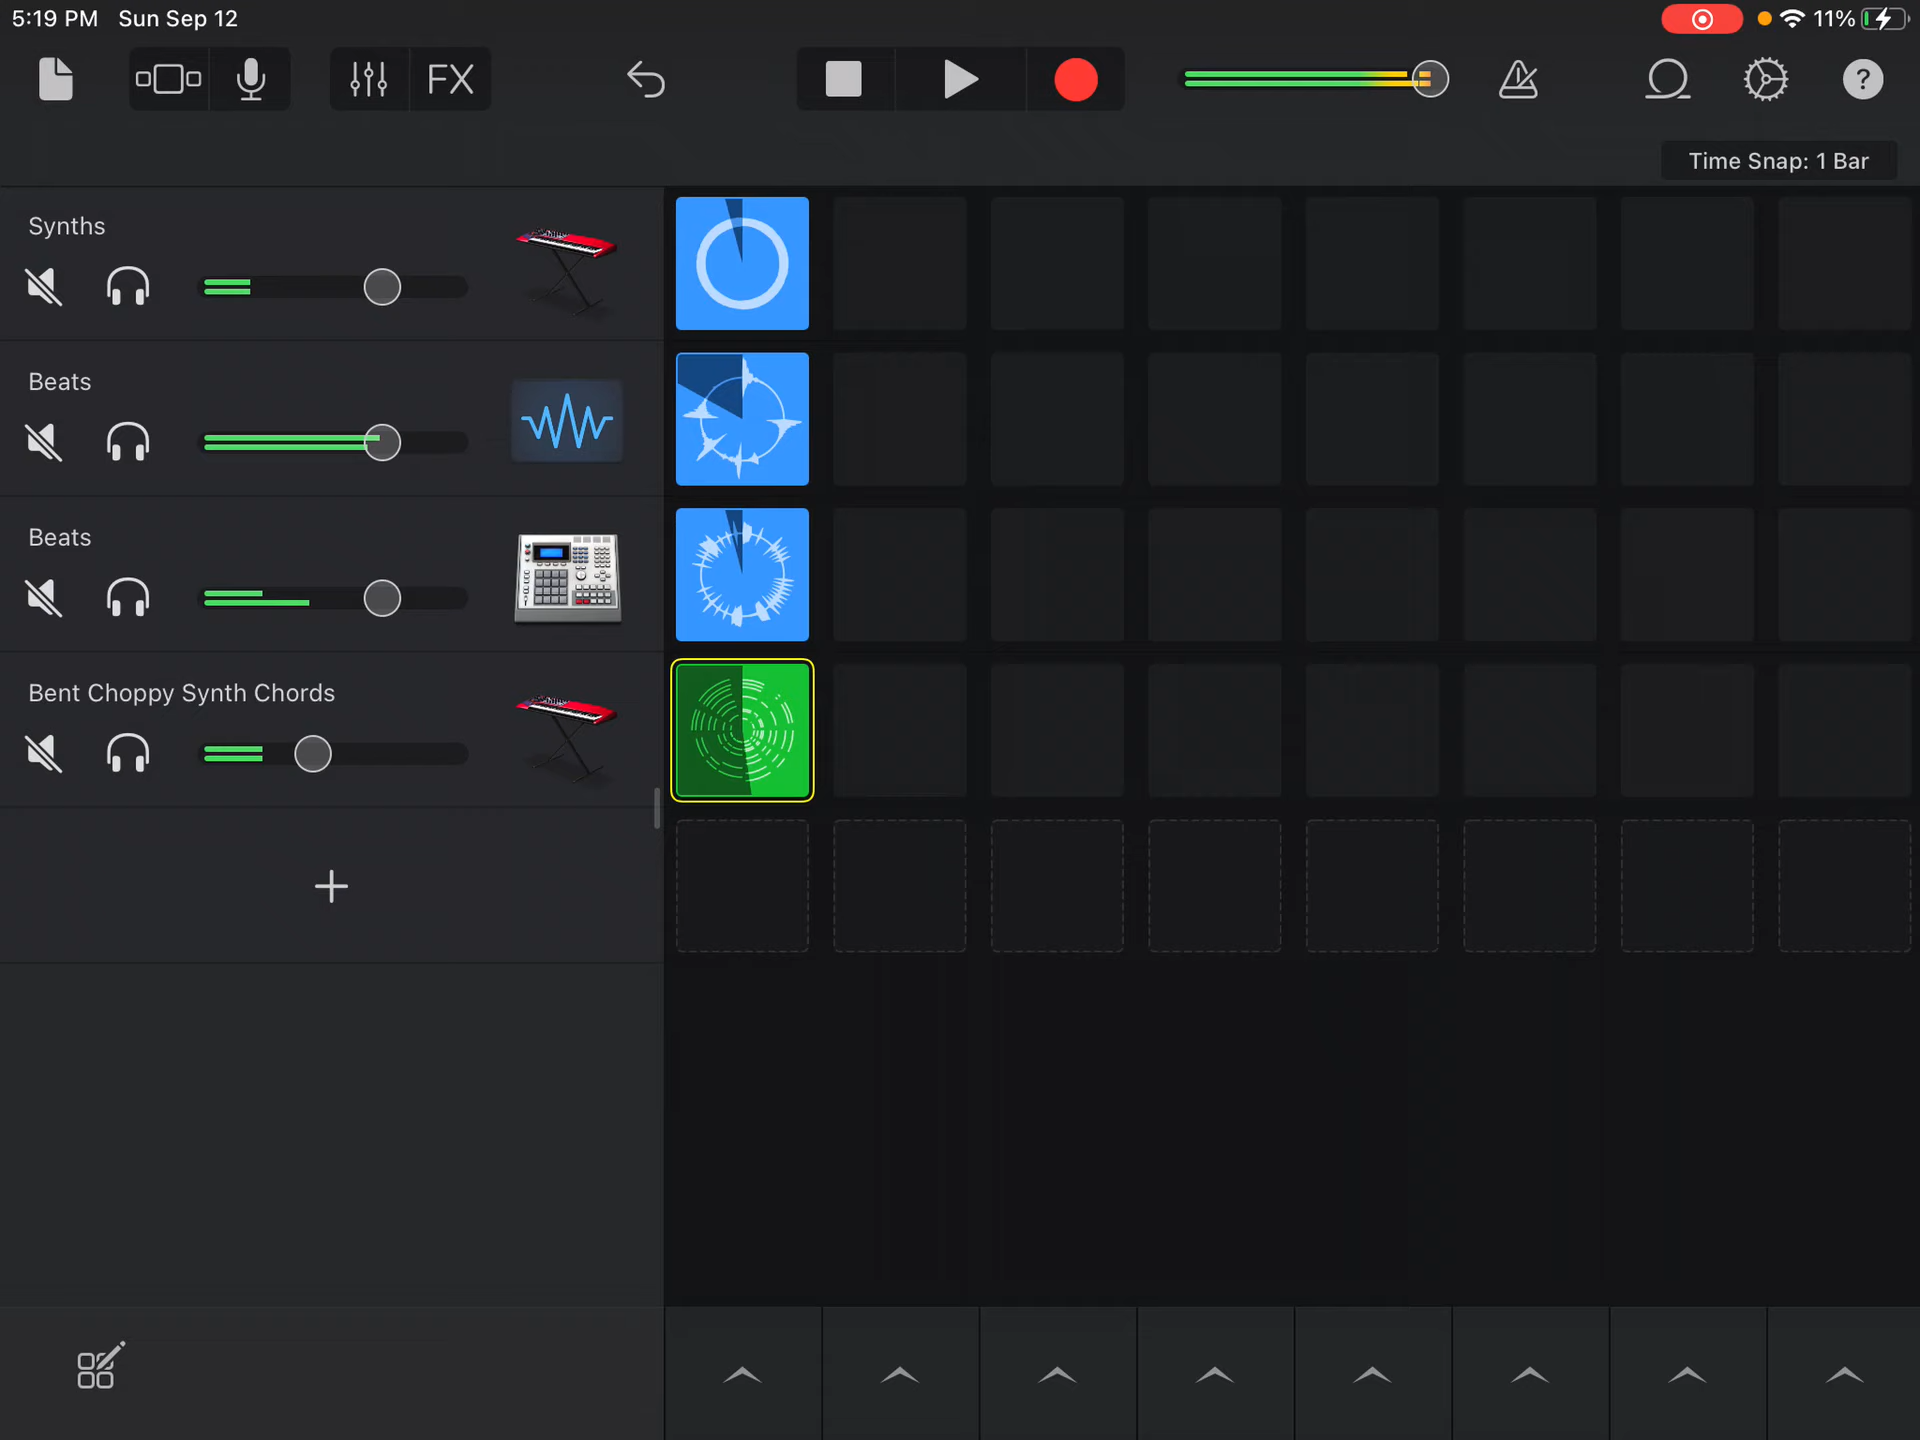 5:19 PM Sun Sep 12 11%
FX ?
Time Snap: 1 Bar
Synths
Beats
Beats
Bent Choppy Synth Chords